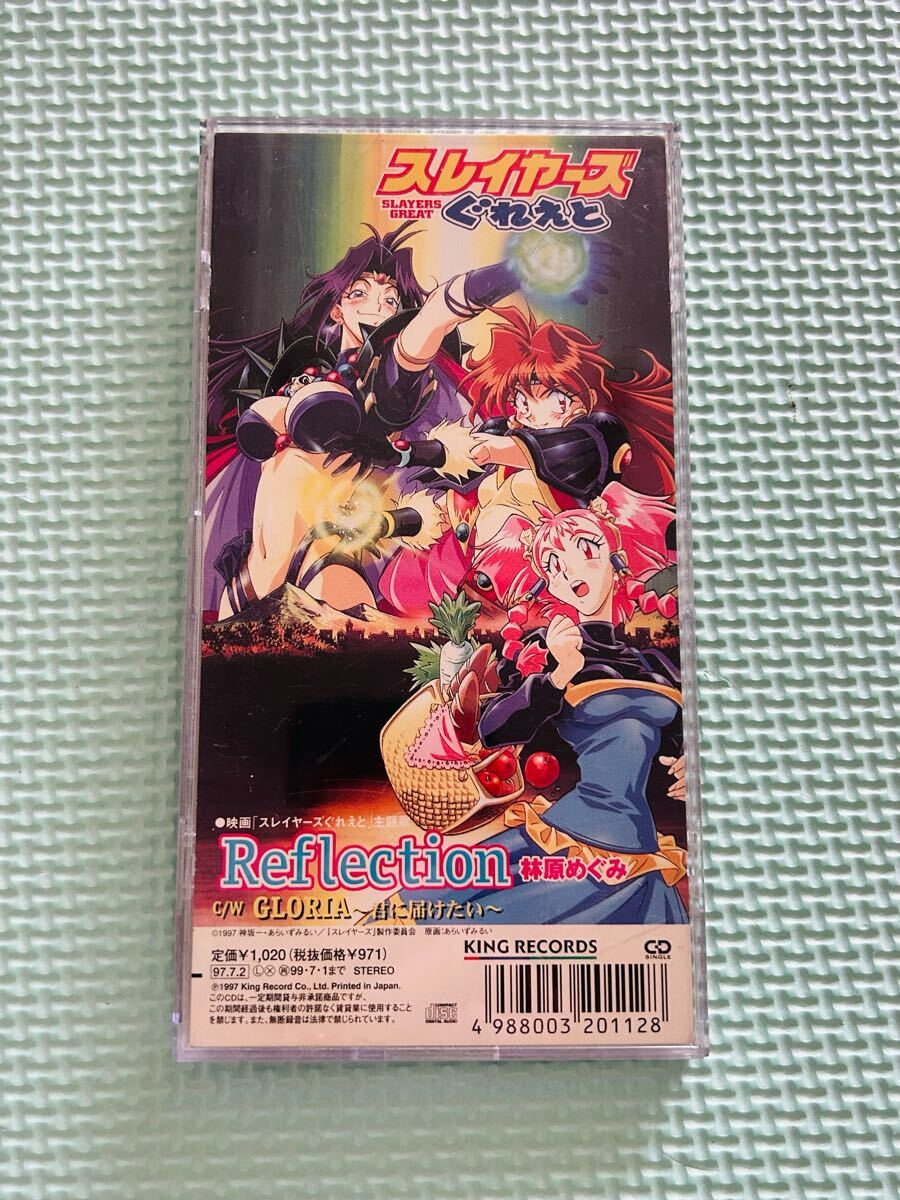 スレイヤーズ
SLAYERS
GREAT
ぐれえと
●映画「スレイヤーズぐれえと」主題歌
Reflection 林原めぐみ
C/W GLORIA～君に届けたい～
©1997 神坂一・あらいずみるい/「スレイヤーズ」製作委員会 原画:あらいずみるい
定価¥1,020(税抜価格¥971)
97.7.2 Ⓛ Ⓧ 再 99・7・1まで STEREO
Ⓟ1997 King Record Co., Ltd. Printed in Japan.
このCDは、一定期間貸与非承諾商品ですが、
この期間経過後も権利者の許諾なく賃貸業に使用すること
を禁じます。また、無断録音は法律で禁じられています。
COMPACT
disc
DIGITAL AUDIO
KING RECORDS
CD
SINGLE
4 988003 201128